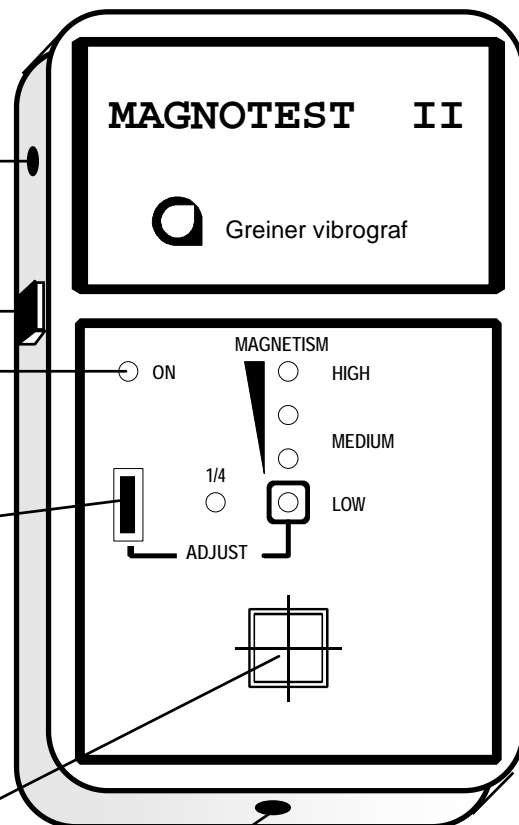 MAGNOTEST II
Greiner vibrograf
MAGNETISM
ON
HIGH
MEDIUM
1/4
LOW
ADJUST